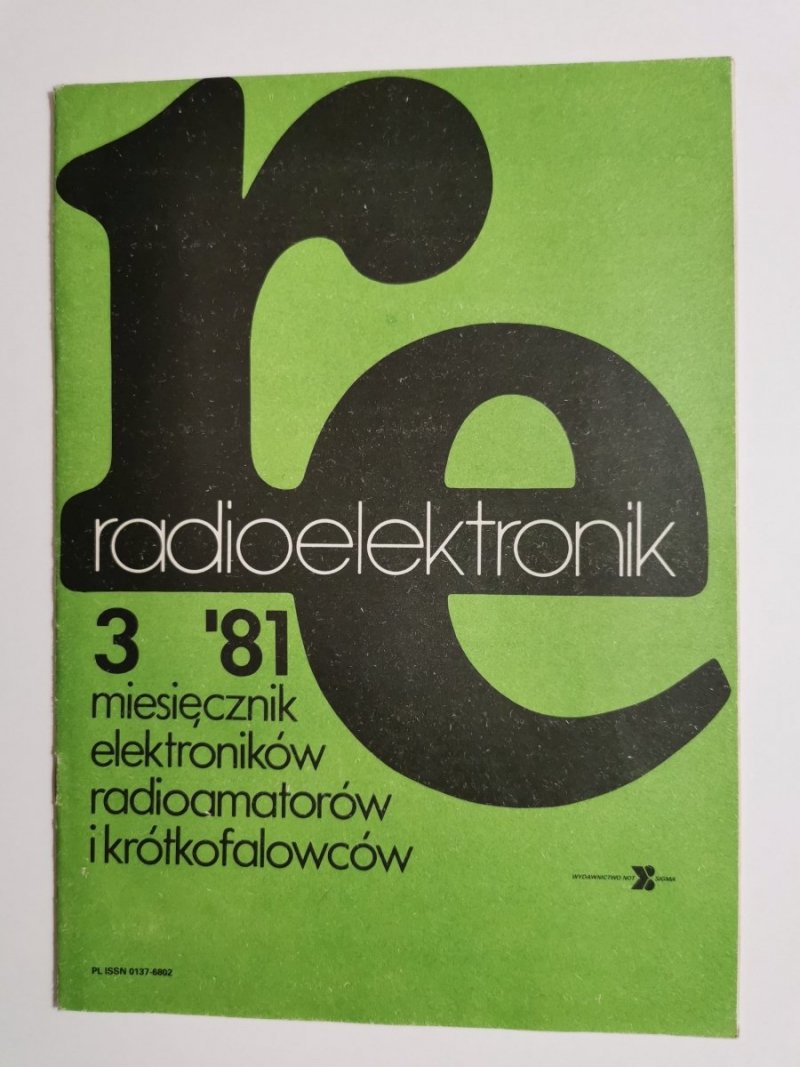 re
radioelektronik
3 '81
miesięcznik
elektroników
radioamatorów
i krótkofalowców
WYDAWNICTWO NOT SIGMA
PL ISSN 0137-6802